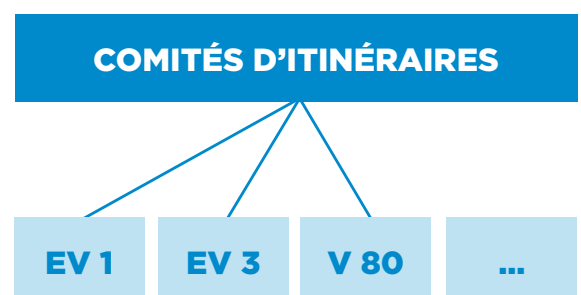 COMITÉS D'ITINÉRAIRES
EV 1 EV 3 V 80 ...